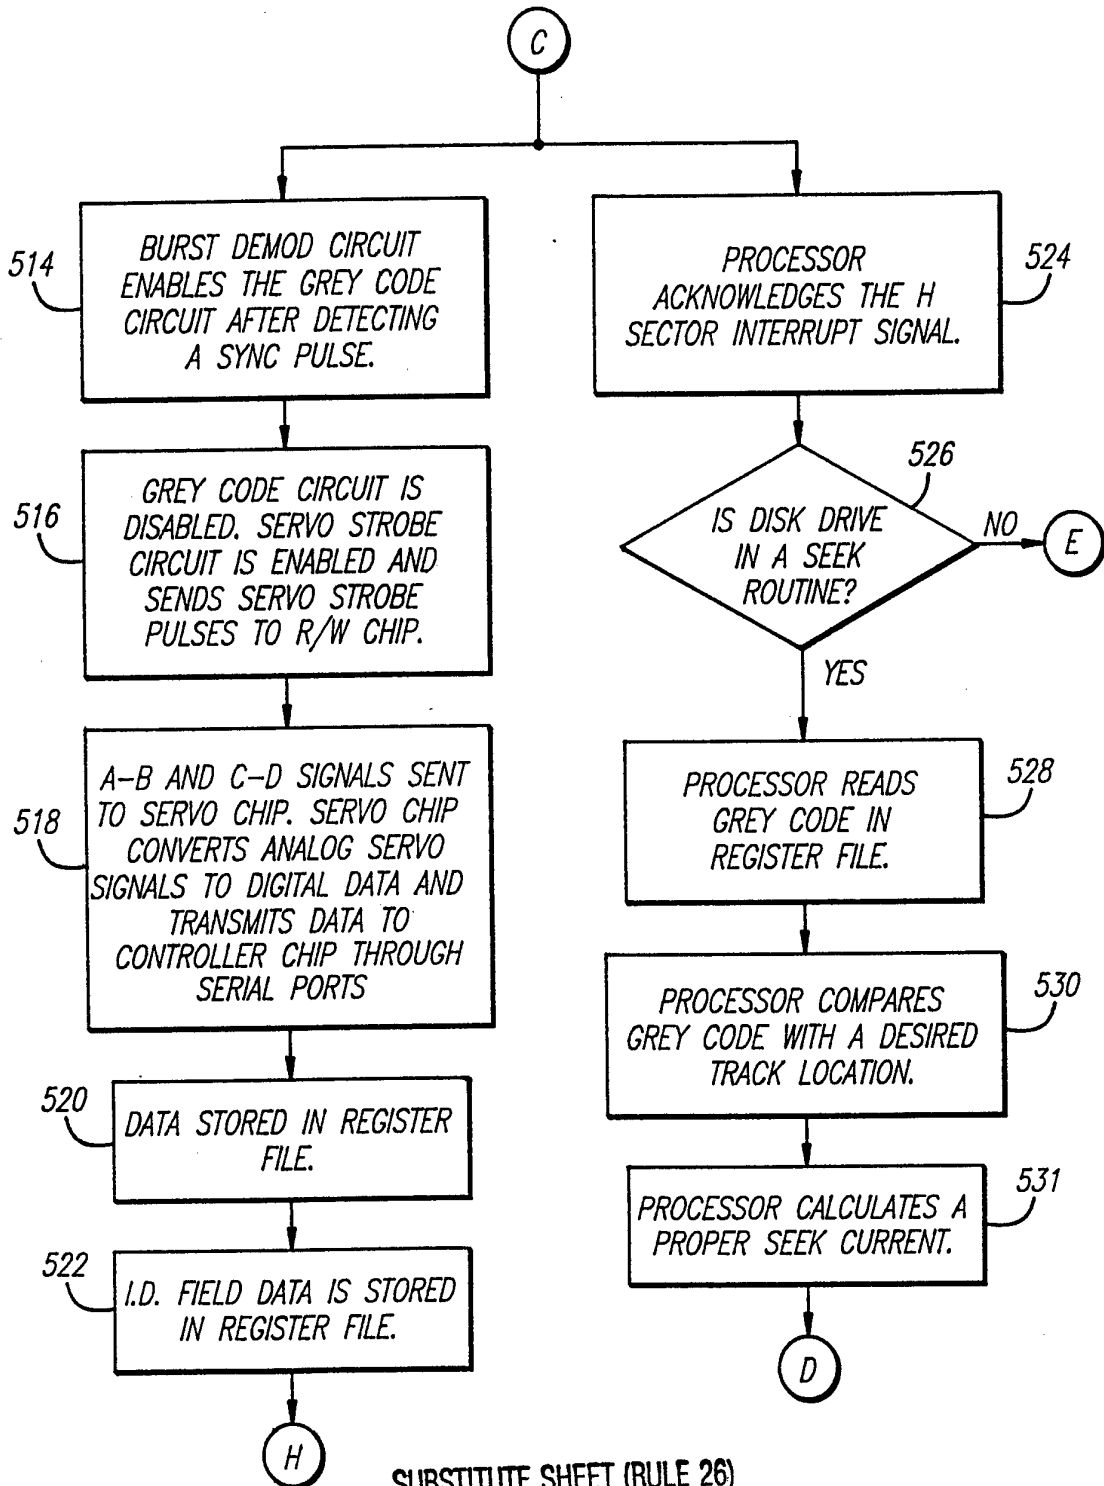 C
514
BURST DEMOD CIRCUIT
ENABLES THE GREY CODE
CIRCUIT AFTER DETECTING
A SYNC PULSE.
516
GREY CODE CIRCUIT IS
DISABLED. SERVO STROBE
CIRCUIT IS ENABLED AND
SENDS SERVO STROBE
PULSES TO R/W CHIP.
518
A-B AND C-D SIGNALS SENT
TO SERVO CHIP. SERVO CHIP
CONVERTS ANALOG SERVO
SIGNALS TO DIGITAL DATA AND
TRANSMITS DATA TO
CONTROLLER CHIP THROUGH
SERIAL PORTS
520
DATA STORED IN REGISTER
FILE.
522
I.D. FIELD DATA IS STORED
IN REGISTER FILE.
H
524
PROCESSOR
ACKNOWLEDGES THE H
SECTOR INTERRUPT SIGNAL.
526
IS DISK DRIVE
IN A SEEK
ROUTINE?
NO
E
YES
528
PROCESSOR READS
GREY CODE IN
REGISTER FILE.
530
PROCESSOR COMPARES
GREY CODE WITH A DESIRED
TRACK LOCATION.
531
PROCESSOR CALCULATES A
PROPER SEEK CURRENT.
D
SUBSTITUTE SHEET (RULE 26)